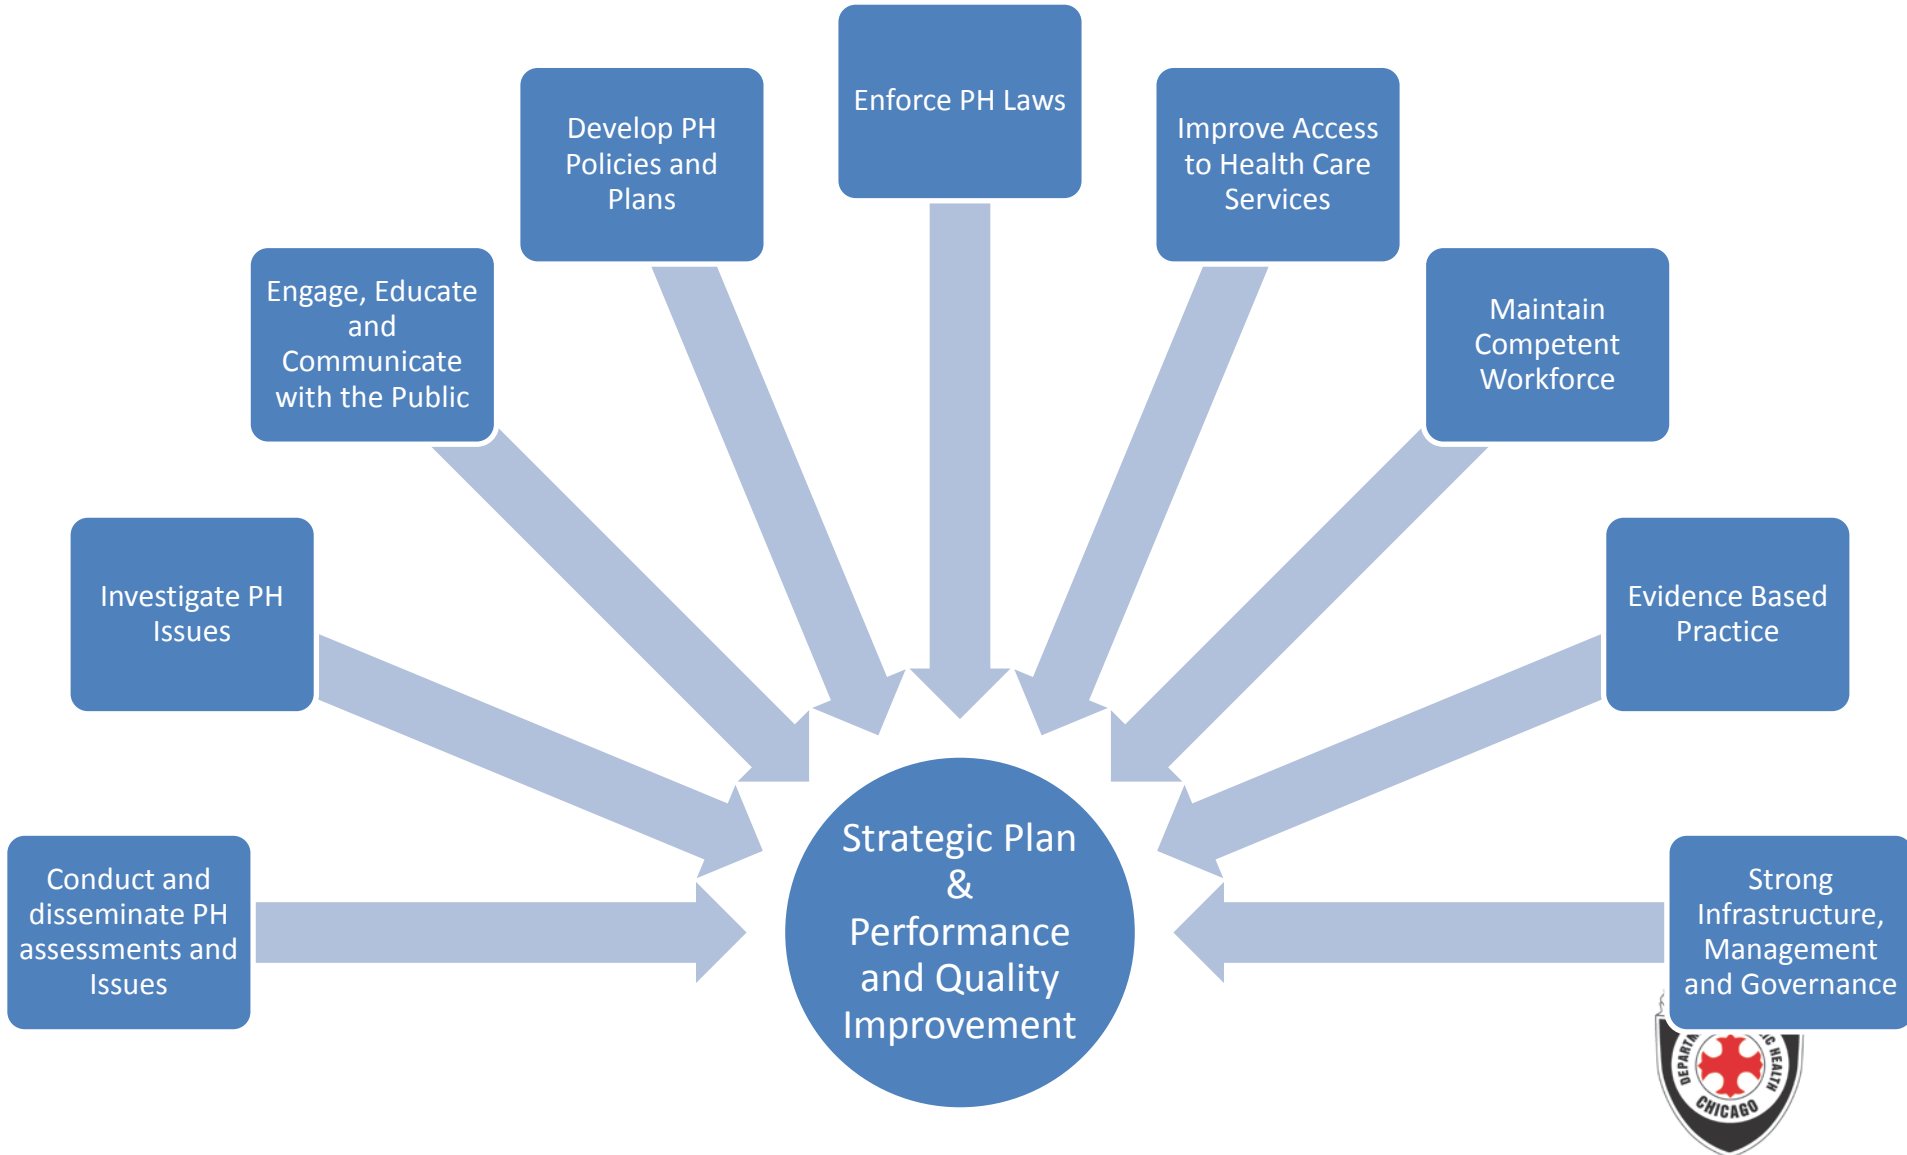 Enforce PH Laws
Develop PH
Policies and
Plans
Improve Access
to Health Care
Services
Engage, Educate
and
Communicate
with the Public
Maintain
Competent
Workforce
Investigate PH
Issues
Evidence Based
Practice
Conduct and
disseminate PH
assessments and
Issues
Strategic Plan
&
Performance
and Quality
Improvement
Strong
Infrastructure,
Management
and Governance
HEALTH
CHICAGO